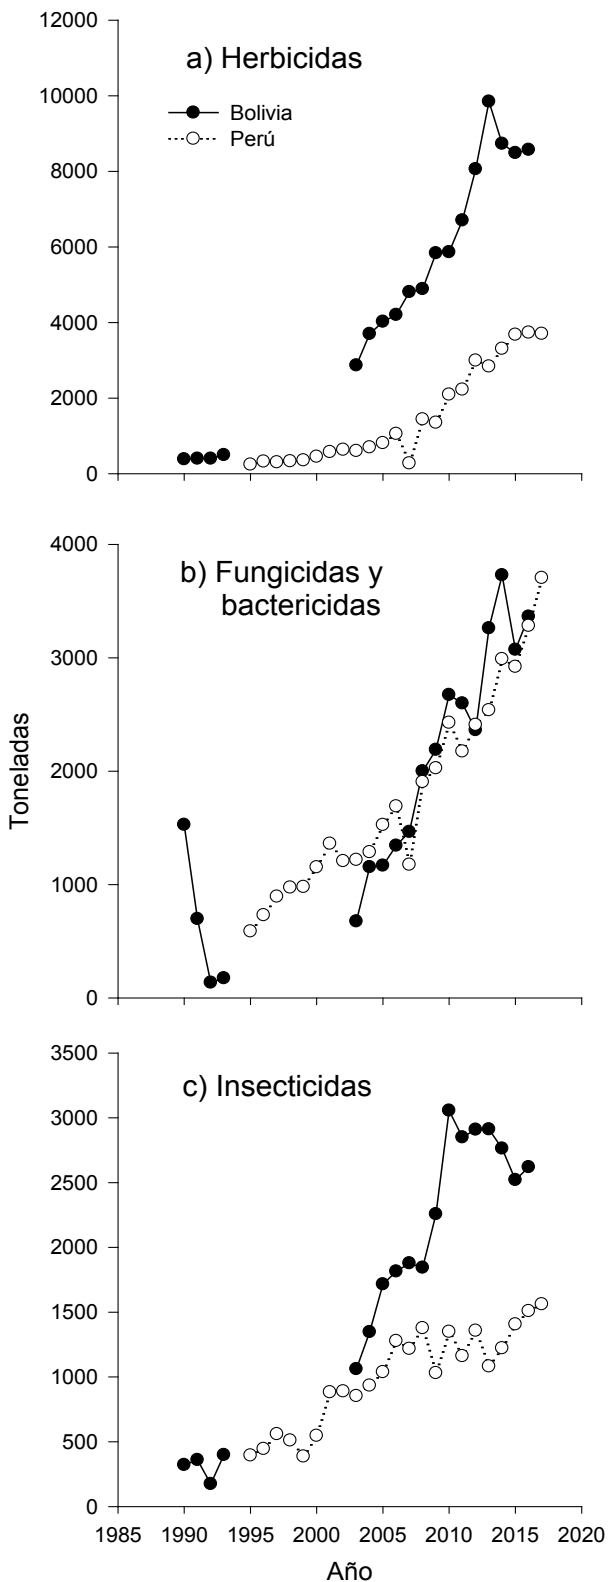 12000
a) Herbicidas
10000
Bolivia
Perú
8000
6000
4000
2000
0
4000
b) Fungicidas y
bactericidas
3000
Toneladas
2000
1000
0
3500
c) Insecticidas
3000
2500
2000
1500
1000
500
0
1985 1990 1995 2000 2005 2010 2015 2020
Año